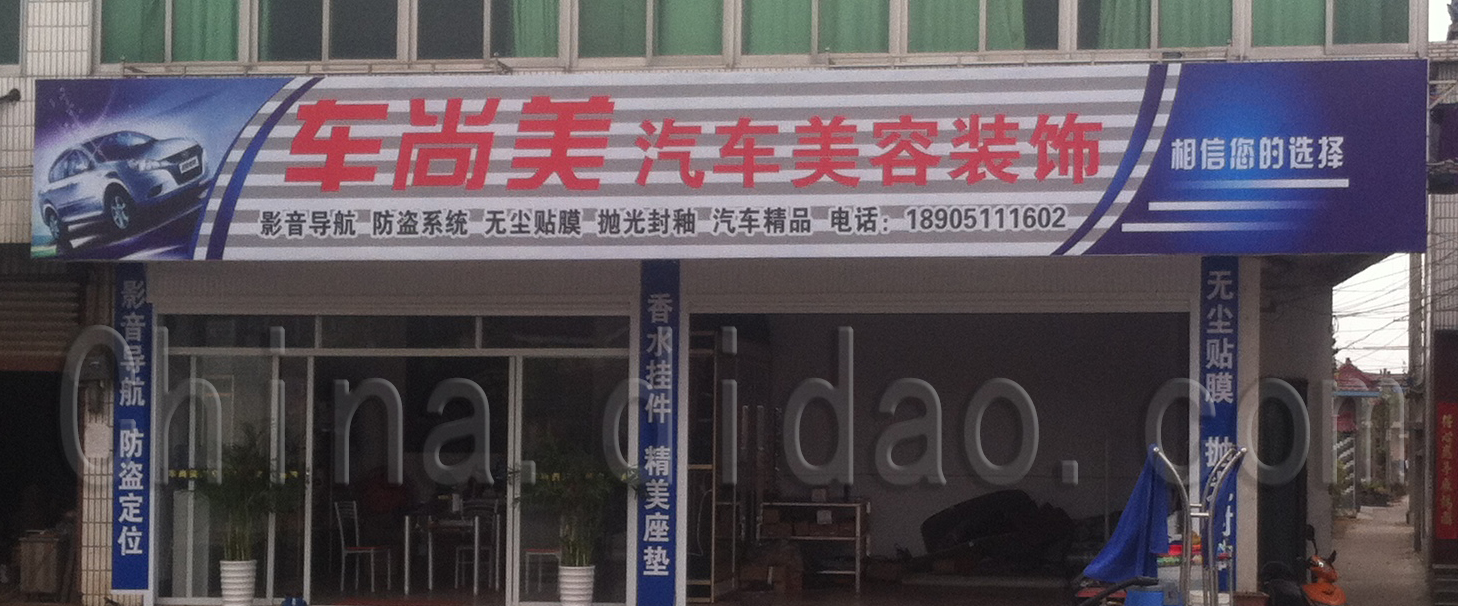 车尚美 汽车美容装饰
相信您的选择
影音导航 防盗系统 无尘贴膜 抛光封釉 汽车精品 电话：18905111602
影音导航 防盗定位
香水挂件 精美座垫
无尘贴膜 抛
China.qidao.com